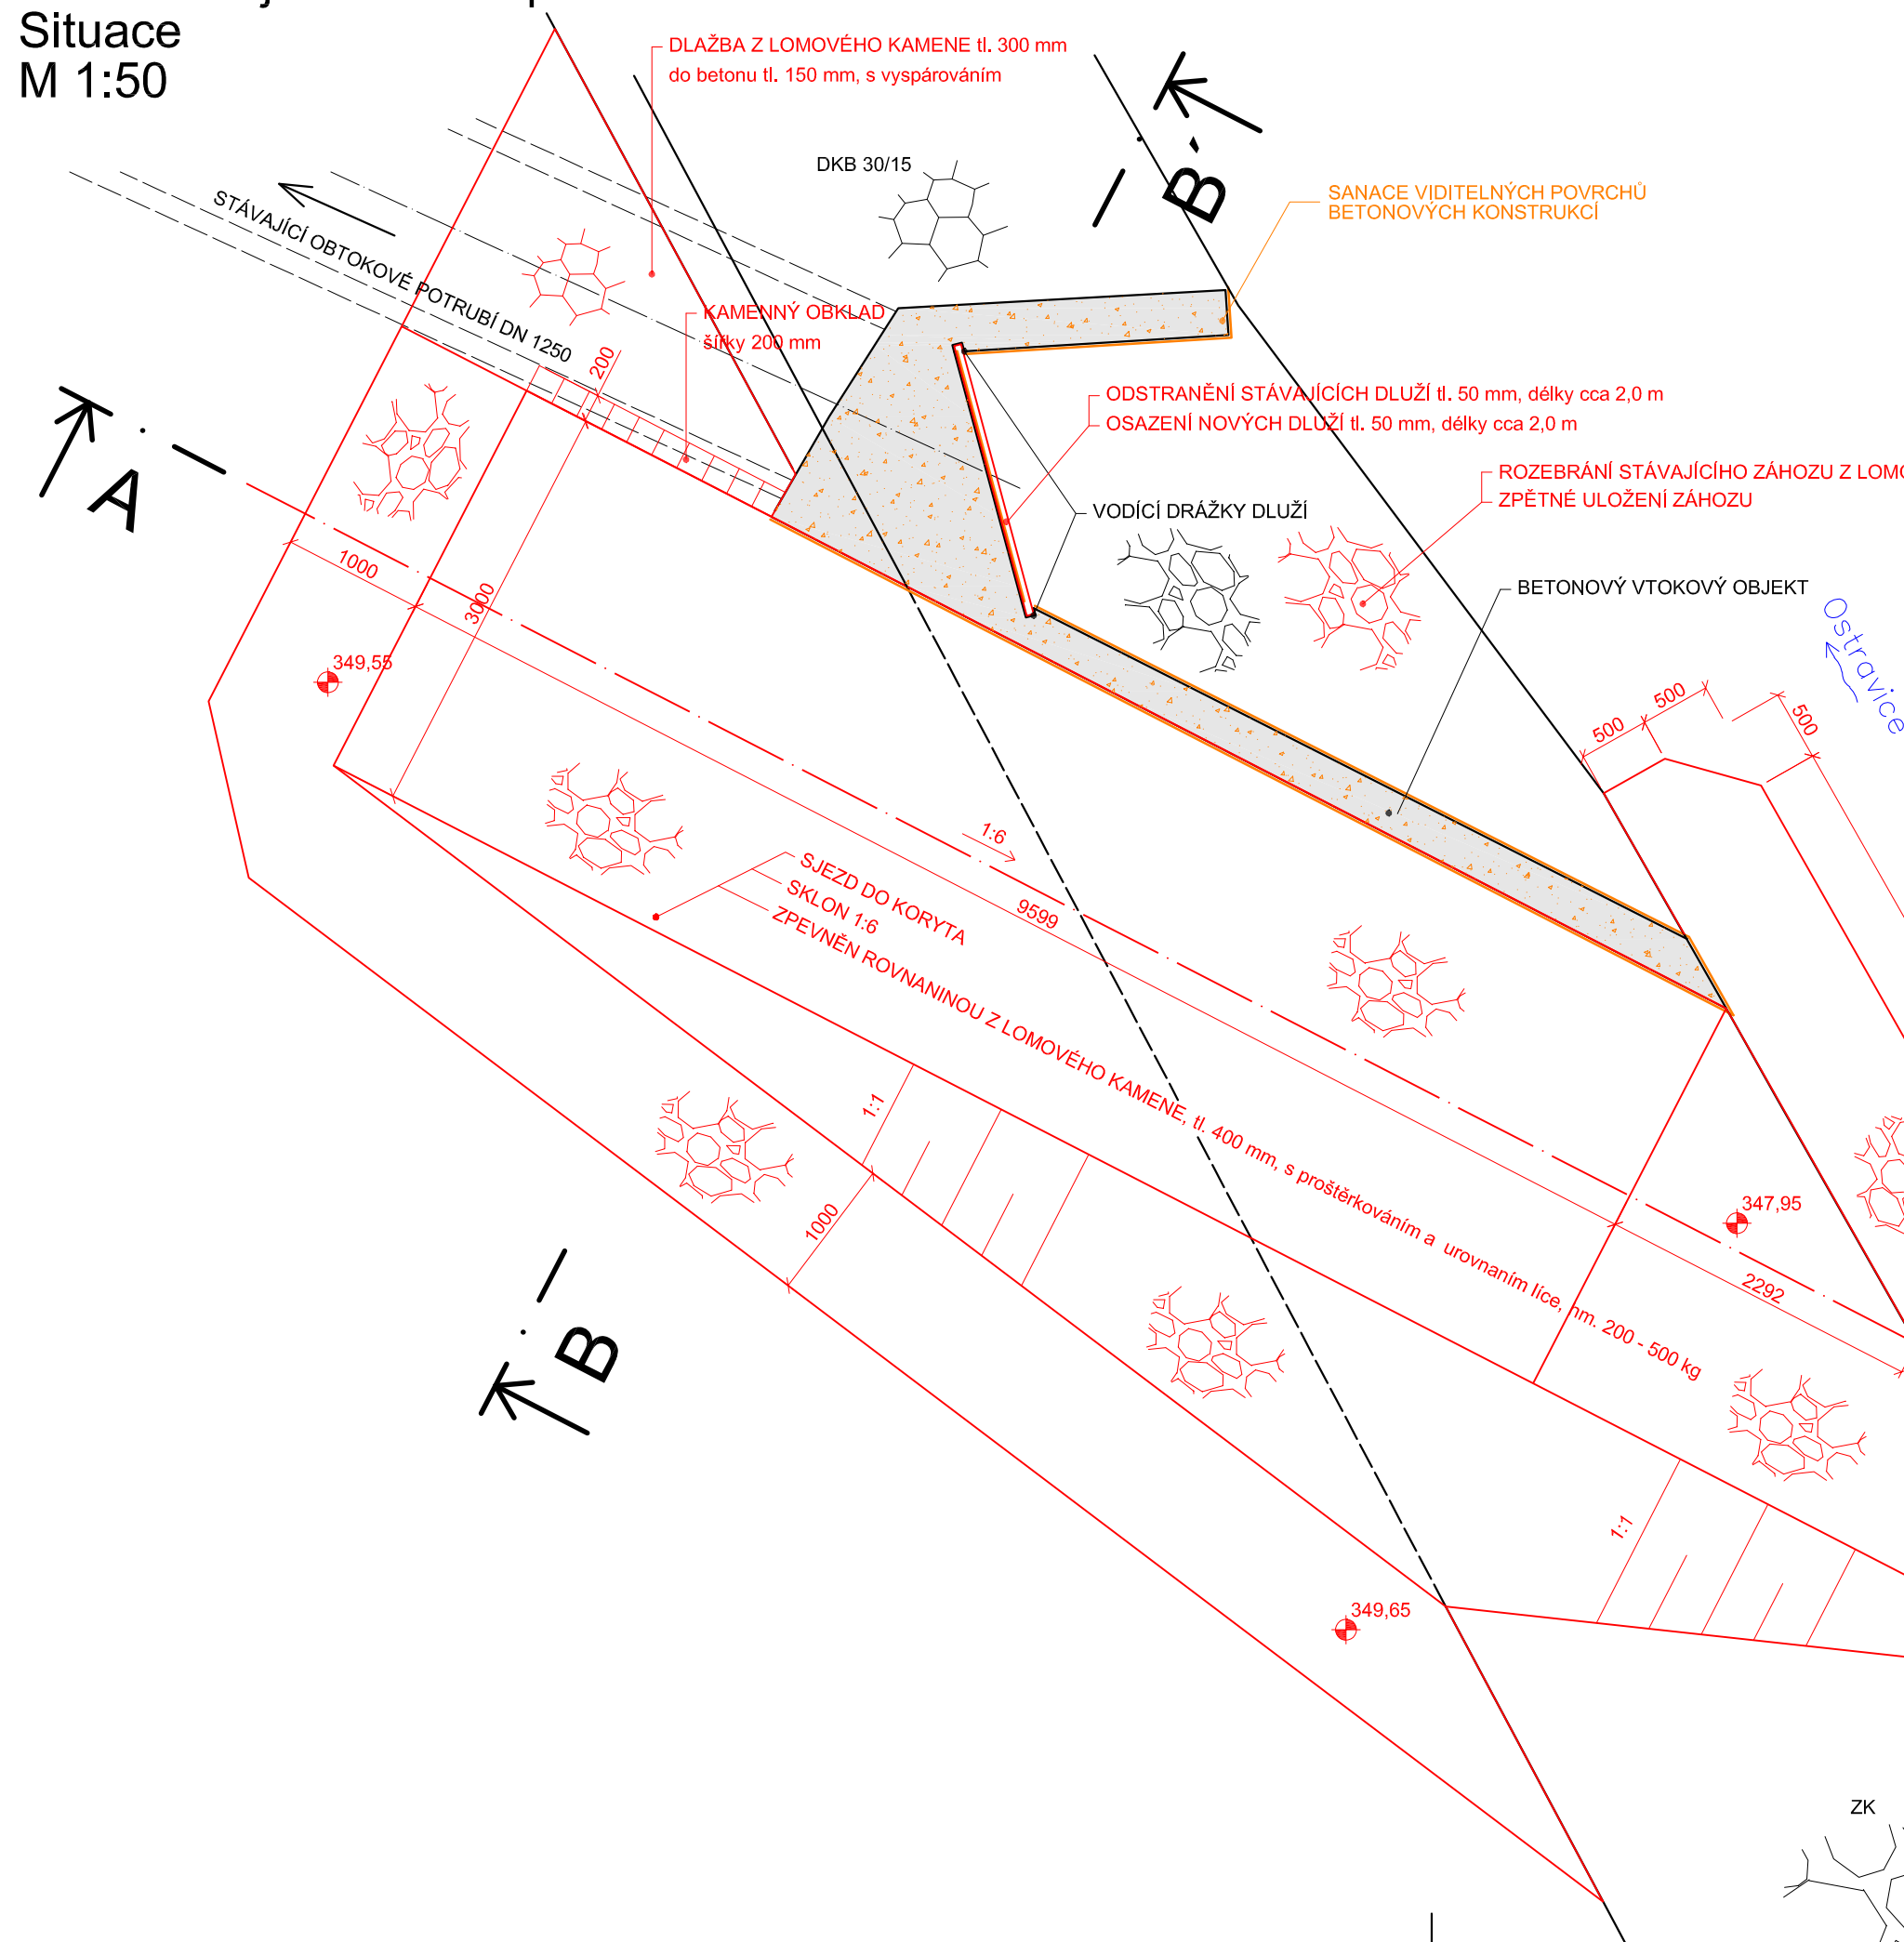 Situace
M 1:50
DLAŽBA Z LOMOVÉHO KAMENE tl. 300 mm
do betonu tl. 150 mm, s vyspárováním
DKB 30/15
B
SANACE VIDITELNÝCH POVRCHŮ
BETONOVÝCH KONSTRUKCÍ
STÁVAJÍCÍ OBTOKOVÉ POTRUBÍ DN 1250
KAMENNÝ OBKLAD
šířky 200 mm
200
ODSTRANĚNÍ STÁVAJÍCÍCH DLUŽÍ tl. 50 mm, délky cca 2,0 m
OSAZENÍ NOVÝCH DLUŽÍ tl. 50 mm, délky cca 2,0 m
ROZEBRÁNÍ STÁVAJÍCÍHO ZÁHOZU Z LOMO
ZPĚTNÉ ULOŽENÍ ZÁHOZU
A
VODÍCÍ DRÁŽKY DLUŽÍ
1000
3000
BETONOVÝ VTOKOVÝ OBJEKT
Ostravice
349,55
500
500
500
1:6
SJEZD DO KORYTA
SKLON 1:6
ZPEVNĚN ROVNANINOU Z LOMOVÉHO KAMENE, tl. 400 mm, s proštěrkováním a urovnaním líce, hm. 200 - 500 kg
9599
1:1
1000
347,95
2292
B
1:1
349,65
ZK